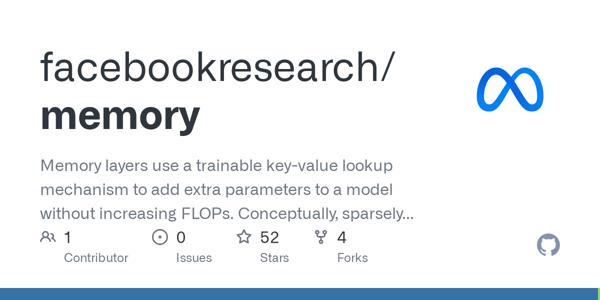 facebookresearch/
memory
Memory layers use a trainable key-value lookup
mechanism to add extra parameters to a model
without increasing FLOPs. Conceptually, sparsely...
1 0 52 4
Contributor Issues Stars Forks